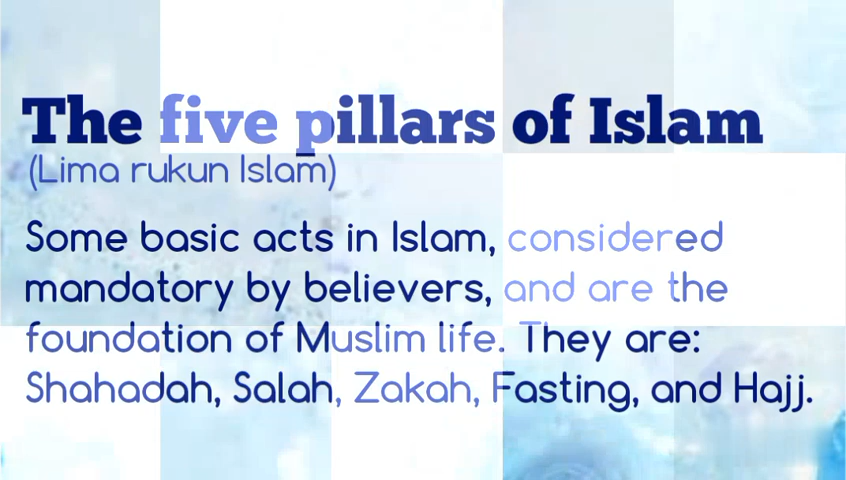 The five pillars of Islam
(Lima rukun Islam)
Some basic acts in Islam, considered
mandatory by believers, and are the
foundation of Muslim life. They are:
Shahadah, Salah, Zakah, Fasting, and Hajj.